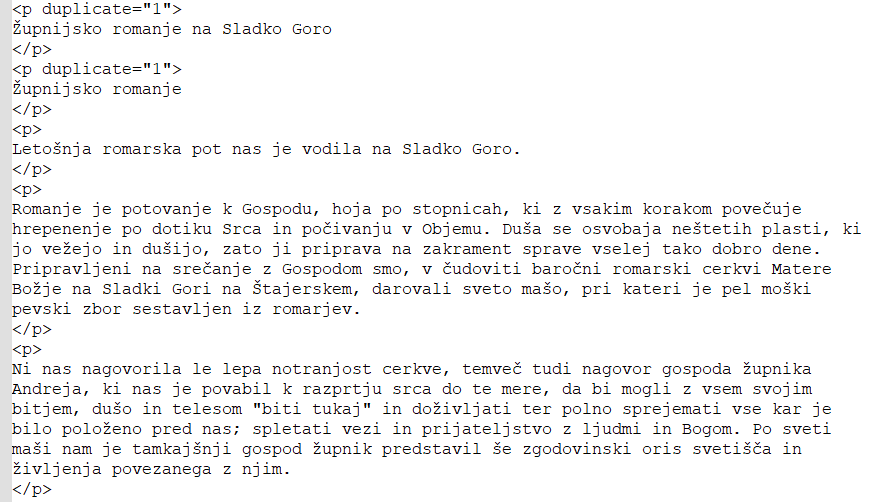 <p duplicate="1">
Župnijsko romanje na Sladko Goro
</p>
<p duplicate="1">
Župnijsko romanje
</p>
<p>
Letošnja romarska pot nas je vodila na Sladko Goro.
</p>
<p>
Romanje je potovanje k Gospodu, hoja po stopnicah, ki z vsakim korakom povečuje
hrepenenje po dotiku Srca in počivanju v Objemu. Duša se osvobaja neštetih plasti, ki
jo vežejo in dušijo, zato ji priprava na zakrament sprave vselej tako dobro dene.
Pripravljeni na srečanje z Gospodom smo, v čudoviti baročni romarski cerkvi Matere
Božje na Sladki Gori na Štajerskem, darovali sveto mašo, pri kateri je pel moški
pevski zbor sestavljen iz romarjev.
</p>
<p>
Ni nas nagovorila le lepa notranjost cerkve, temveč tudi nagovor gospoda župnika
Andreja, ki nas je povabil k razprtju srca do te mere, da bi mogli z vsem svojim
bitjem, dušo in telesom "biti tukaj" in doživljati ter polno sprejemati vse kar je
bilo položeno pred nas; spletati vezi in prijateljstvo z ljudmi in Bogom. Po sveti
maši nam je tamkajšnji gospod župnik predstavil še zgodovinski oris svetišča in
življenja povezanega z njim.
</p>